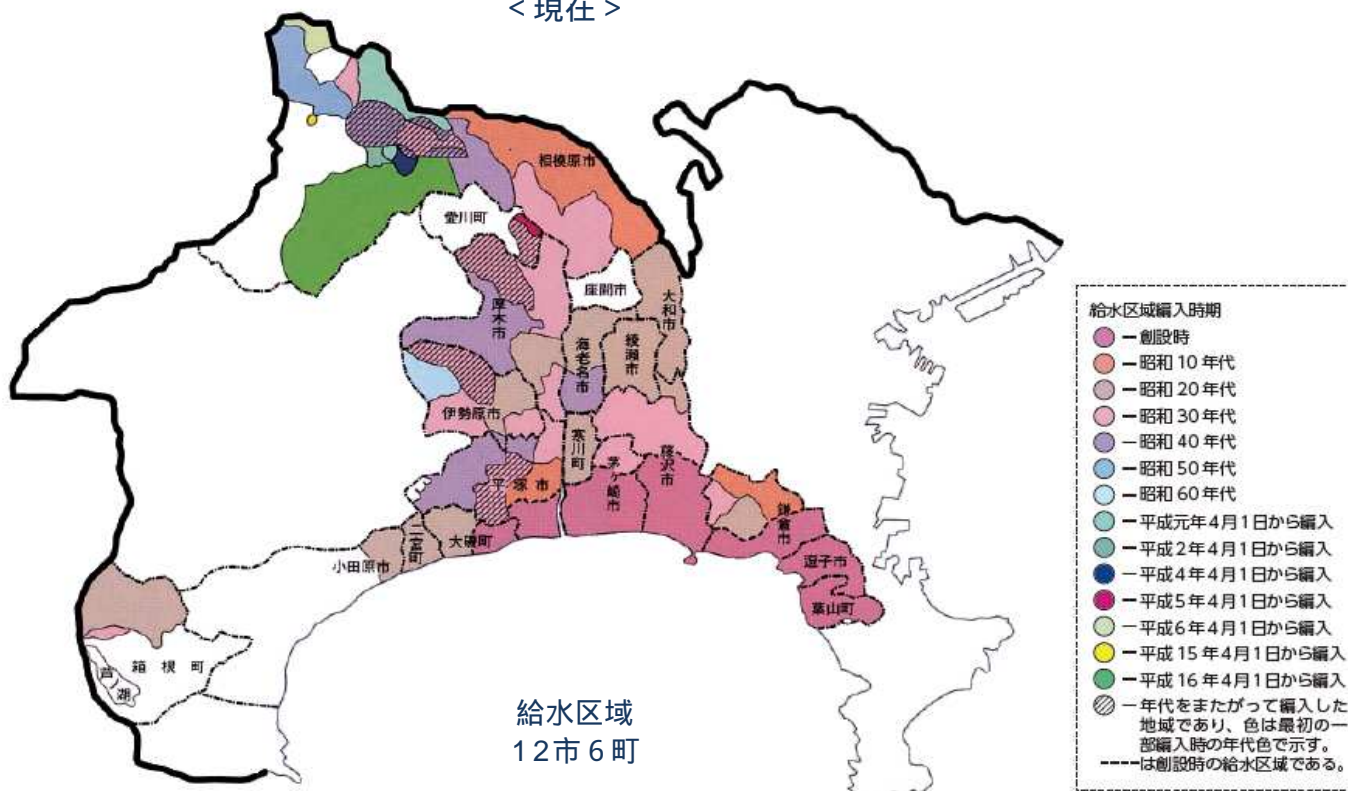 <現在>
相模原市
愛川町
座間市
大和市
厚木市
海老名市
綾瀬市
伊勢原市
寒川町
茅ヶ崎市
藤沢市
平塚市
鎌倉市
二宮町
大磯町
小田原市
逗子市
葉山町
箱根町
芦湖
給水区域
12市6町
給水区域編入時期
ー創設時
ー昭和10年代
ー昭和20年代
ー昭和30年代
ー昭和40年代
ー昭和50年代
ー昭和60年代
ー平成元年4月1日から編入
ー平成2年4月1日から編入
ー平成4年4月1日から編入
ー平成5年4月1日から編入
ー平成6年4月1日から編入
ー平成15年4月1日から編入
ー平成16年4月1日から編入
ー年代をまたがって編入した
地域であり、色は最初の一
部編入時の年代色で示す。
は創設時の給水区域である。